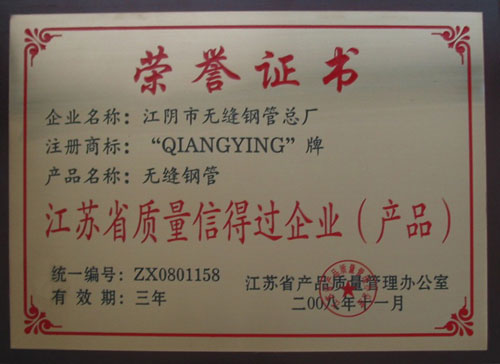 荣誉证书
企业名称：江阴市无缝钢管总厂
注册商标：“QIANGYING”牌
产品名称：无缝钢管
江苏省质量信得过企业（产品）
统一编号：ZX0801158
江苏省产品质量管理办公室
有效期：三年
二00八年十一月